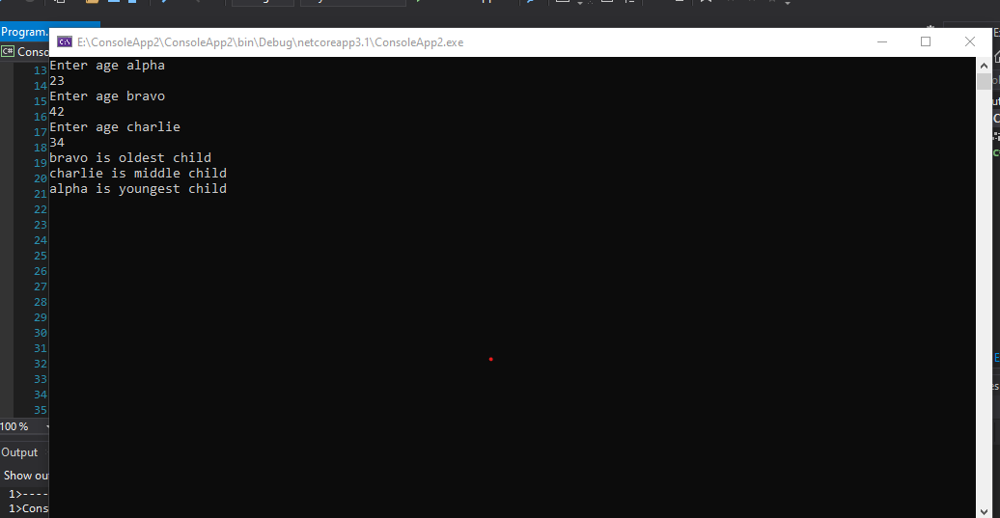 Program.
E:\ConsoleApp2\ConsoleApp2\bin\Debug\netcoreapp3.1\ConsoleApp2.exe
C# Conso
Enter age alpha
23
Enter age bravo
42
Enter age charlie
34
bravo is oldest child
charlie is middle child
alpha is youngest child
13
14
15
16
17
18
19
20
21
22
23
24
25
26
27
28
29
30
31
32
33
34
35
100 %
Output
Show ou
1>----
1>Cons